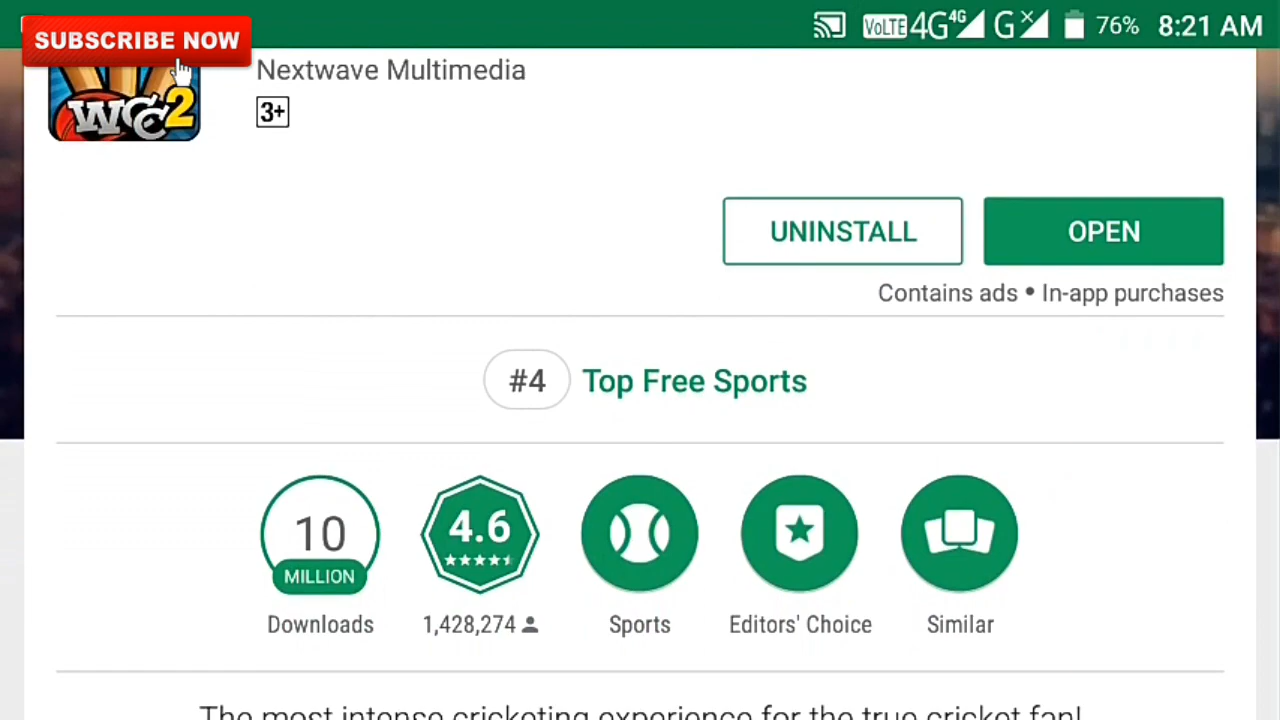 SUBSCRIBE NOW
VoLTE 4G 4G G 76% 8:21 AM
WCC2
Nextwave Multimedia
3+
UNINSTALL
OPEN
Contains ads • In-app purchases
#4 Top Free Sports
10
MILLION
Downloads
4.6
1,428,274
Sports
Editors' Choice
Similar
The most intense cricketing experience for the true cricket fan!